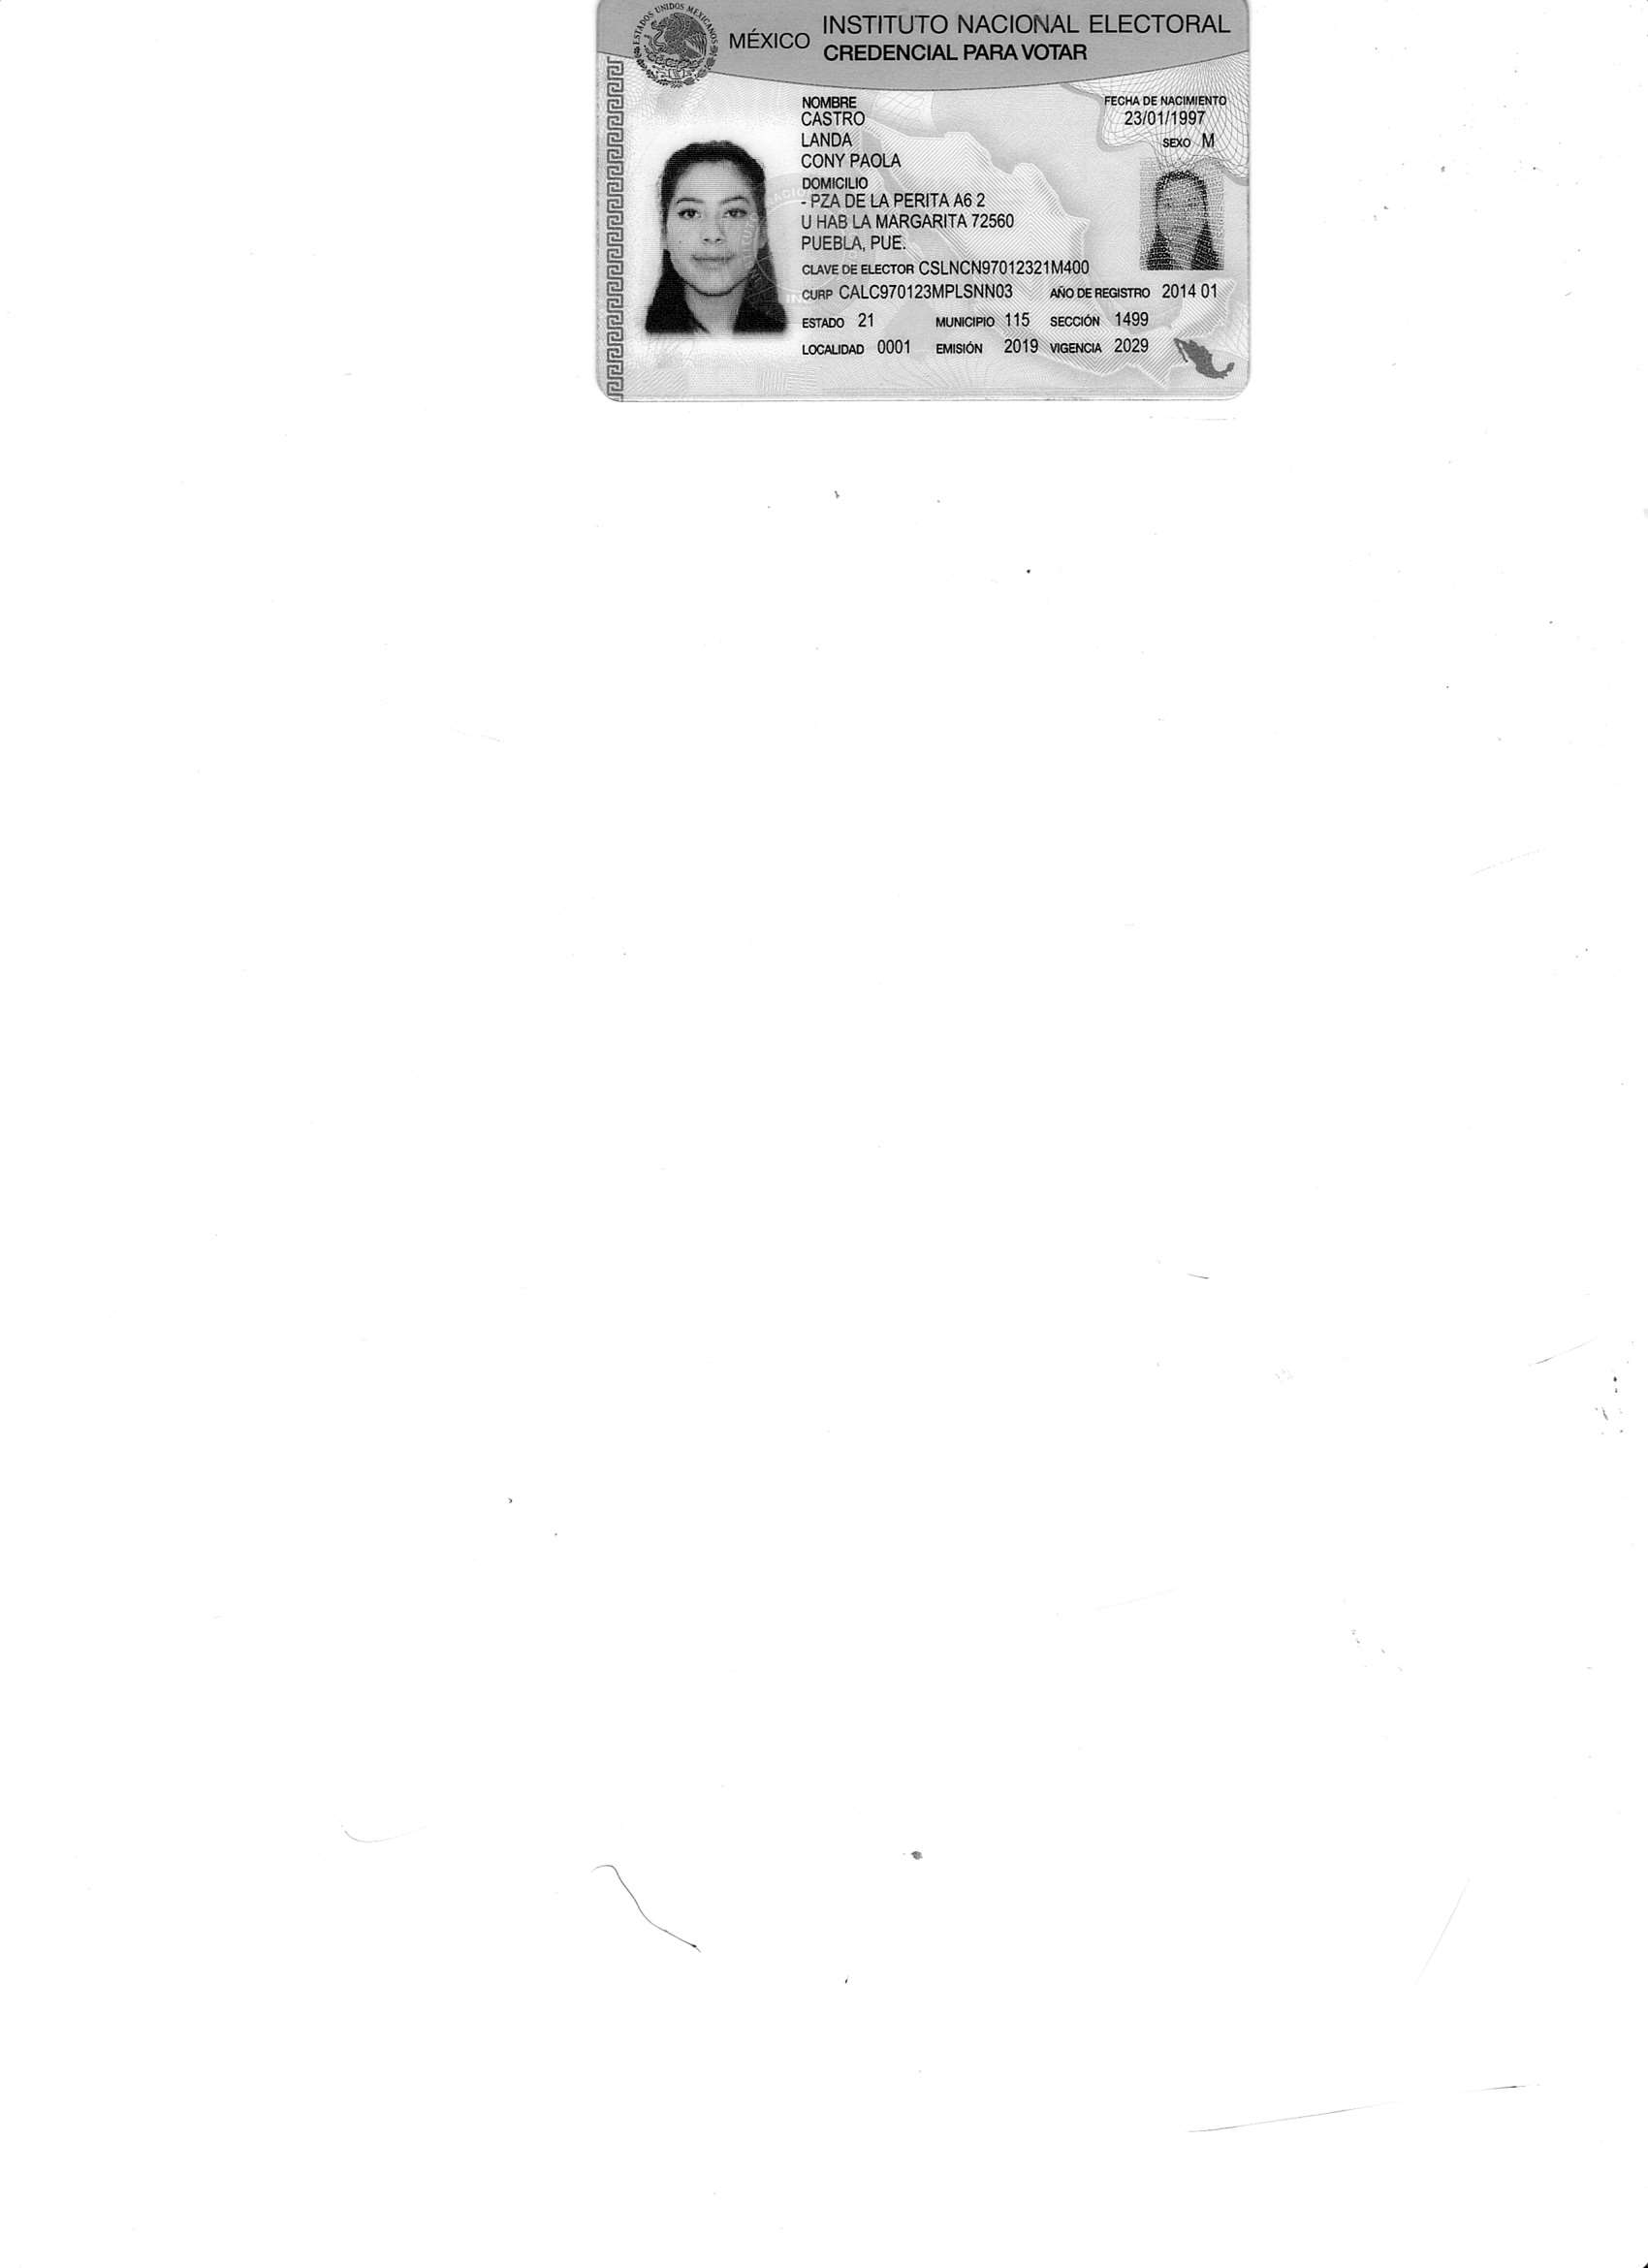 ESTADOS UNIDOS MEXICANOS
MÉXICO INSTITUTO NACIONAL ELECTORAL
CREDENCIAL PARA VOTAR
NOMBRE
CASTRO
LANDA
CONY PAOLA
FECHA DE NACIMIENTO
23/01/1997
SEXO M
DOMICILIO
- PZA DE LA PERITA A6 2
U HAB LA MARGARITA 72560
PUEBLA, PUE.
CLAVE DE ELECTOR CSLNCN97012321M400
CURP CALC970123MPLSNN03 AÑO DE REGISTRO 2014 01
ESTADO 21 MUNICIPIO 115 SECCIÓN 1499
LOCALIDAD 0001 EMISIÓN 2019 VIGENCIA 2029